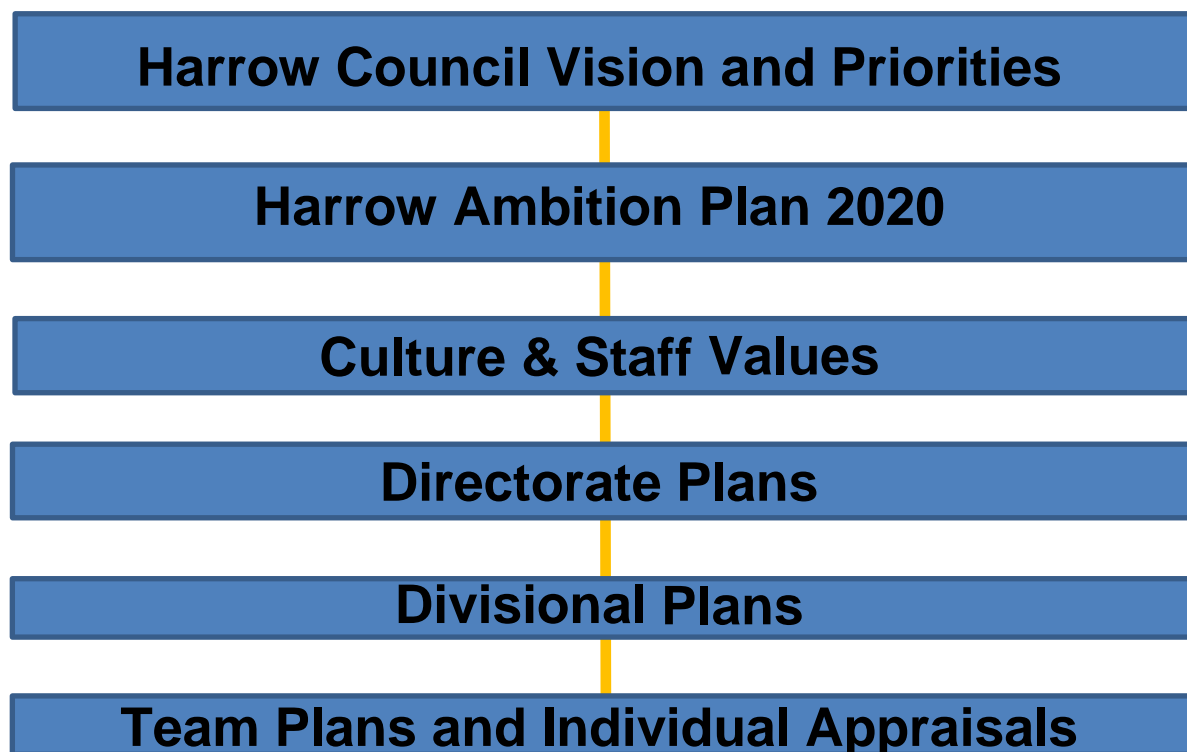 Harrow Council Vision and Priorities
Harrow Ambition Plan 2020
Culture & Staff Values
Directorate Plans
Divisional Plans
Team Plans and Individual Appraisals